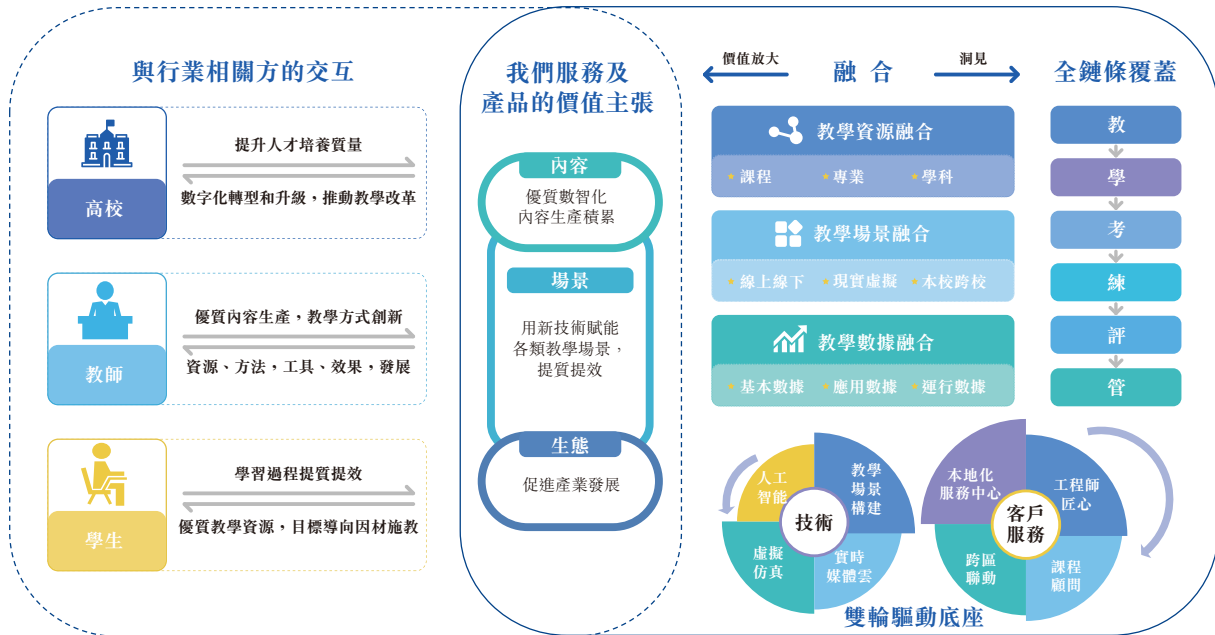 與行業相關方的交互
高校
提升人才培養質量
數字化轉型和升級，推動教學改革
教師
優質內容生產，教學方式創新
資源、方法，工具、效果，發展
學生
學習過程提質提效
優質教學資源，目標導向因材施教
我們服務及
產品的價值主張
內容
優質數智化
內容生產積累
場景
用新技術賦能
各類教學場景，
提質提效
生態
促進產業發展
價值放大
融 合
洞見
教學資源融合
課程 專業 學科
教學場景融合
線上線下 現實虛擬 本校跨校
教學數據融合
基本數據 應用數據 運行數據
全鏈條覆蓋
教
學
考
練
評
管
人工
智能
教學
場景
構建
技術
虛擬
仿真
實時
媒體雲
本地化
服務中心
工程師
匠心
客戶
服務
跨區
聯動
課程
顧問
雙輪驅動底座